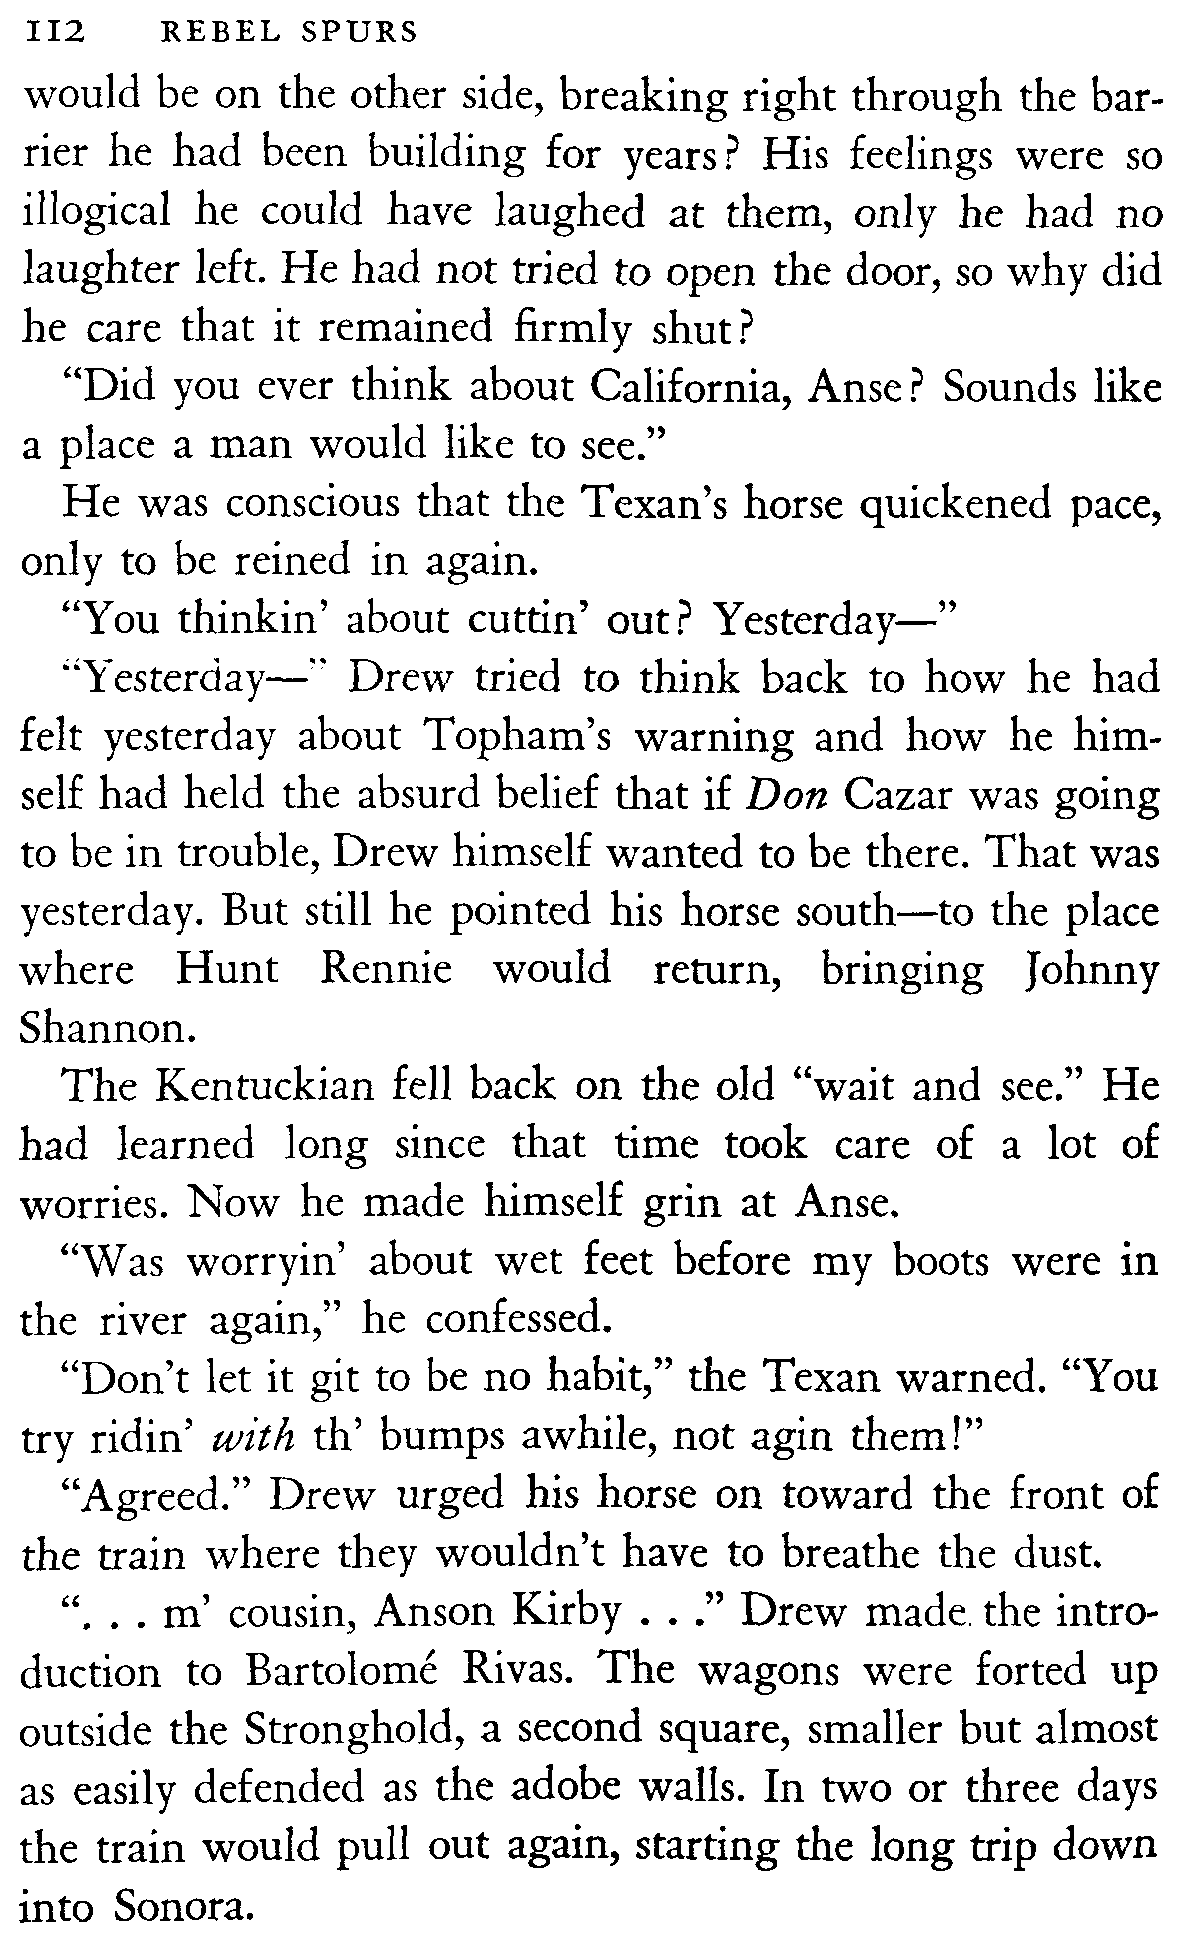 112 REBEL SPURS
would be on the other side, breaking right through the bar-
rier he had been building for years? His feelings were so
illogical he could have laughed at them, only he had no
laughter left. He had not tried to open the door, so why did
he care that it remained firmly shut?
“Did you ever think about California, Anse? Sounds like
a place a man would like to see.”
He was conscious that the Texan’s horse quickened pace,
only to be reined in again.
“You thinkin’ about cuttin’ out? Yesterday—”
“Yesterday—” Drew tried to think back to how he had
felt yesterday about Topham’s warning and how he him-
self had held the absurd belief that if Don Cazar was going
to be in trouble, Drew himself wanted to be there. That was
yesterday. But still he pointed his horse south—to the place
where Hunt Rennie would return, bringing Johnny
Shannon.
The Kentuckian fell back on the old “wait and see.” He
had learned long since that time took care of a lot of
worries. Now he made himself grin at Anse.
“Was worryin’ about wet feet before my boots were in
the river again,” he confessed.
“Don’t let it git to be no habit,” the Texan warned. “You
try ridin’ with th’ bumps awhile, not agin them!”
“Agreed.” Drew urged his horse on toward the front of
the train where they wouldn’t have to breathe the dust.
“. . . m’ cousin, Anson Kirby . . .” Drew made the intro-
duction to Bartolomé Rivas. The wagons were forted up
outside the Stronghold, a second square, smaller but almost
as easily defended as the adobe walls. In two or three days
the train would pull out again, starting the long trip down
into Sonora.